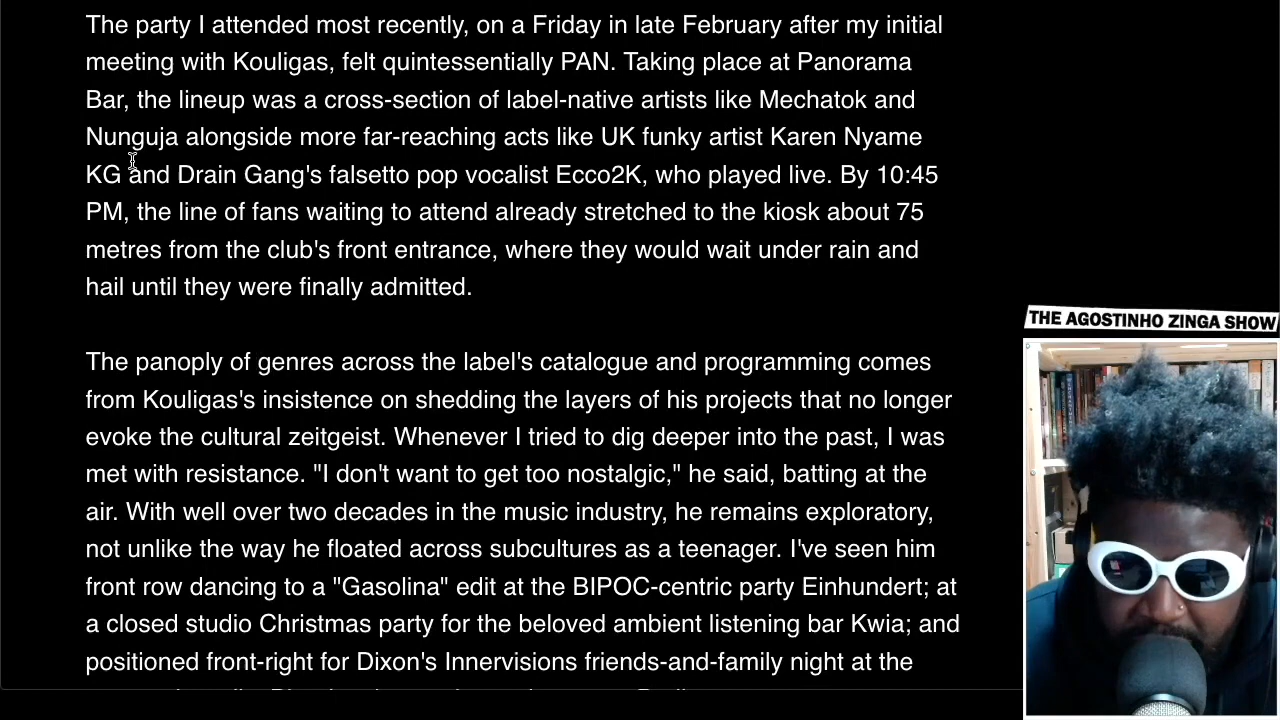 The party I attended most recently, on a Friday in late February after my initial
meeting with Kouligas, felt quintessentially PAN. Taking place at Panorama
Bar, the lineup was a cross-section of label-native artists like Mechatok and
Nunguja alongside more far-reaching acts like UK funky artist Karen Nyame
KG and Drain Gang's falsetto pop vocalist Ecco2K, who played live. By 10:45
PM, the line of fans waiting to attend already stretched to the kiosk about 75
metres from the club's front entrance, where they would wait under rain and
hail until they were finally admitted.
The panoply of genres across the label's catalogue and programming comes
from Kouligas's insistence on shedding the layers of his projects that no longer
evoke the cultural zeitgeist. Whenever I tried to dig deeper into the past, I was
met with resistance. "I don't want to get too nostalgic," he said, batting at the
air. With well over two decades in the music industry, he remains exploratory,
not unlike the way he floated across subcultures as a teenager. I've seen him
front row dancing to a "Gasolina" edit at the BIPOC-centric party Einhundert; at
a closed studio Christmas party for the beloved ambient listening bar Kwia; and
positioned front-right for Dixon's Innervisions friends-and-family night at the
THE AGOSTINHO ZINGA SHOW